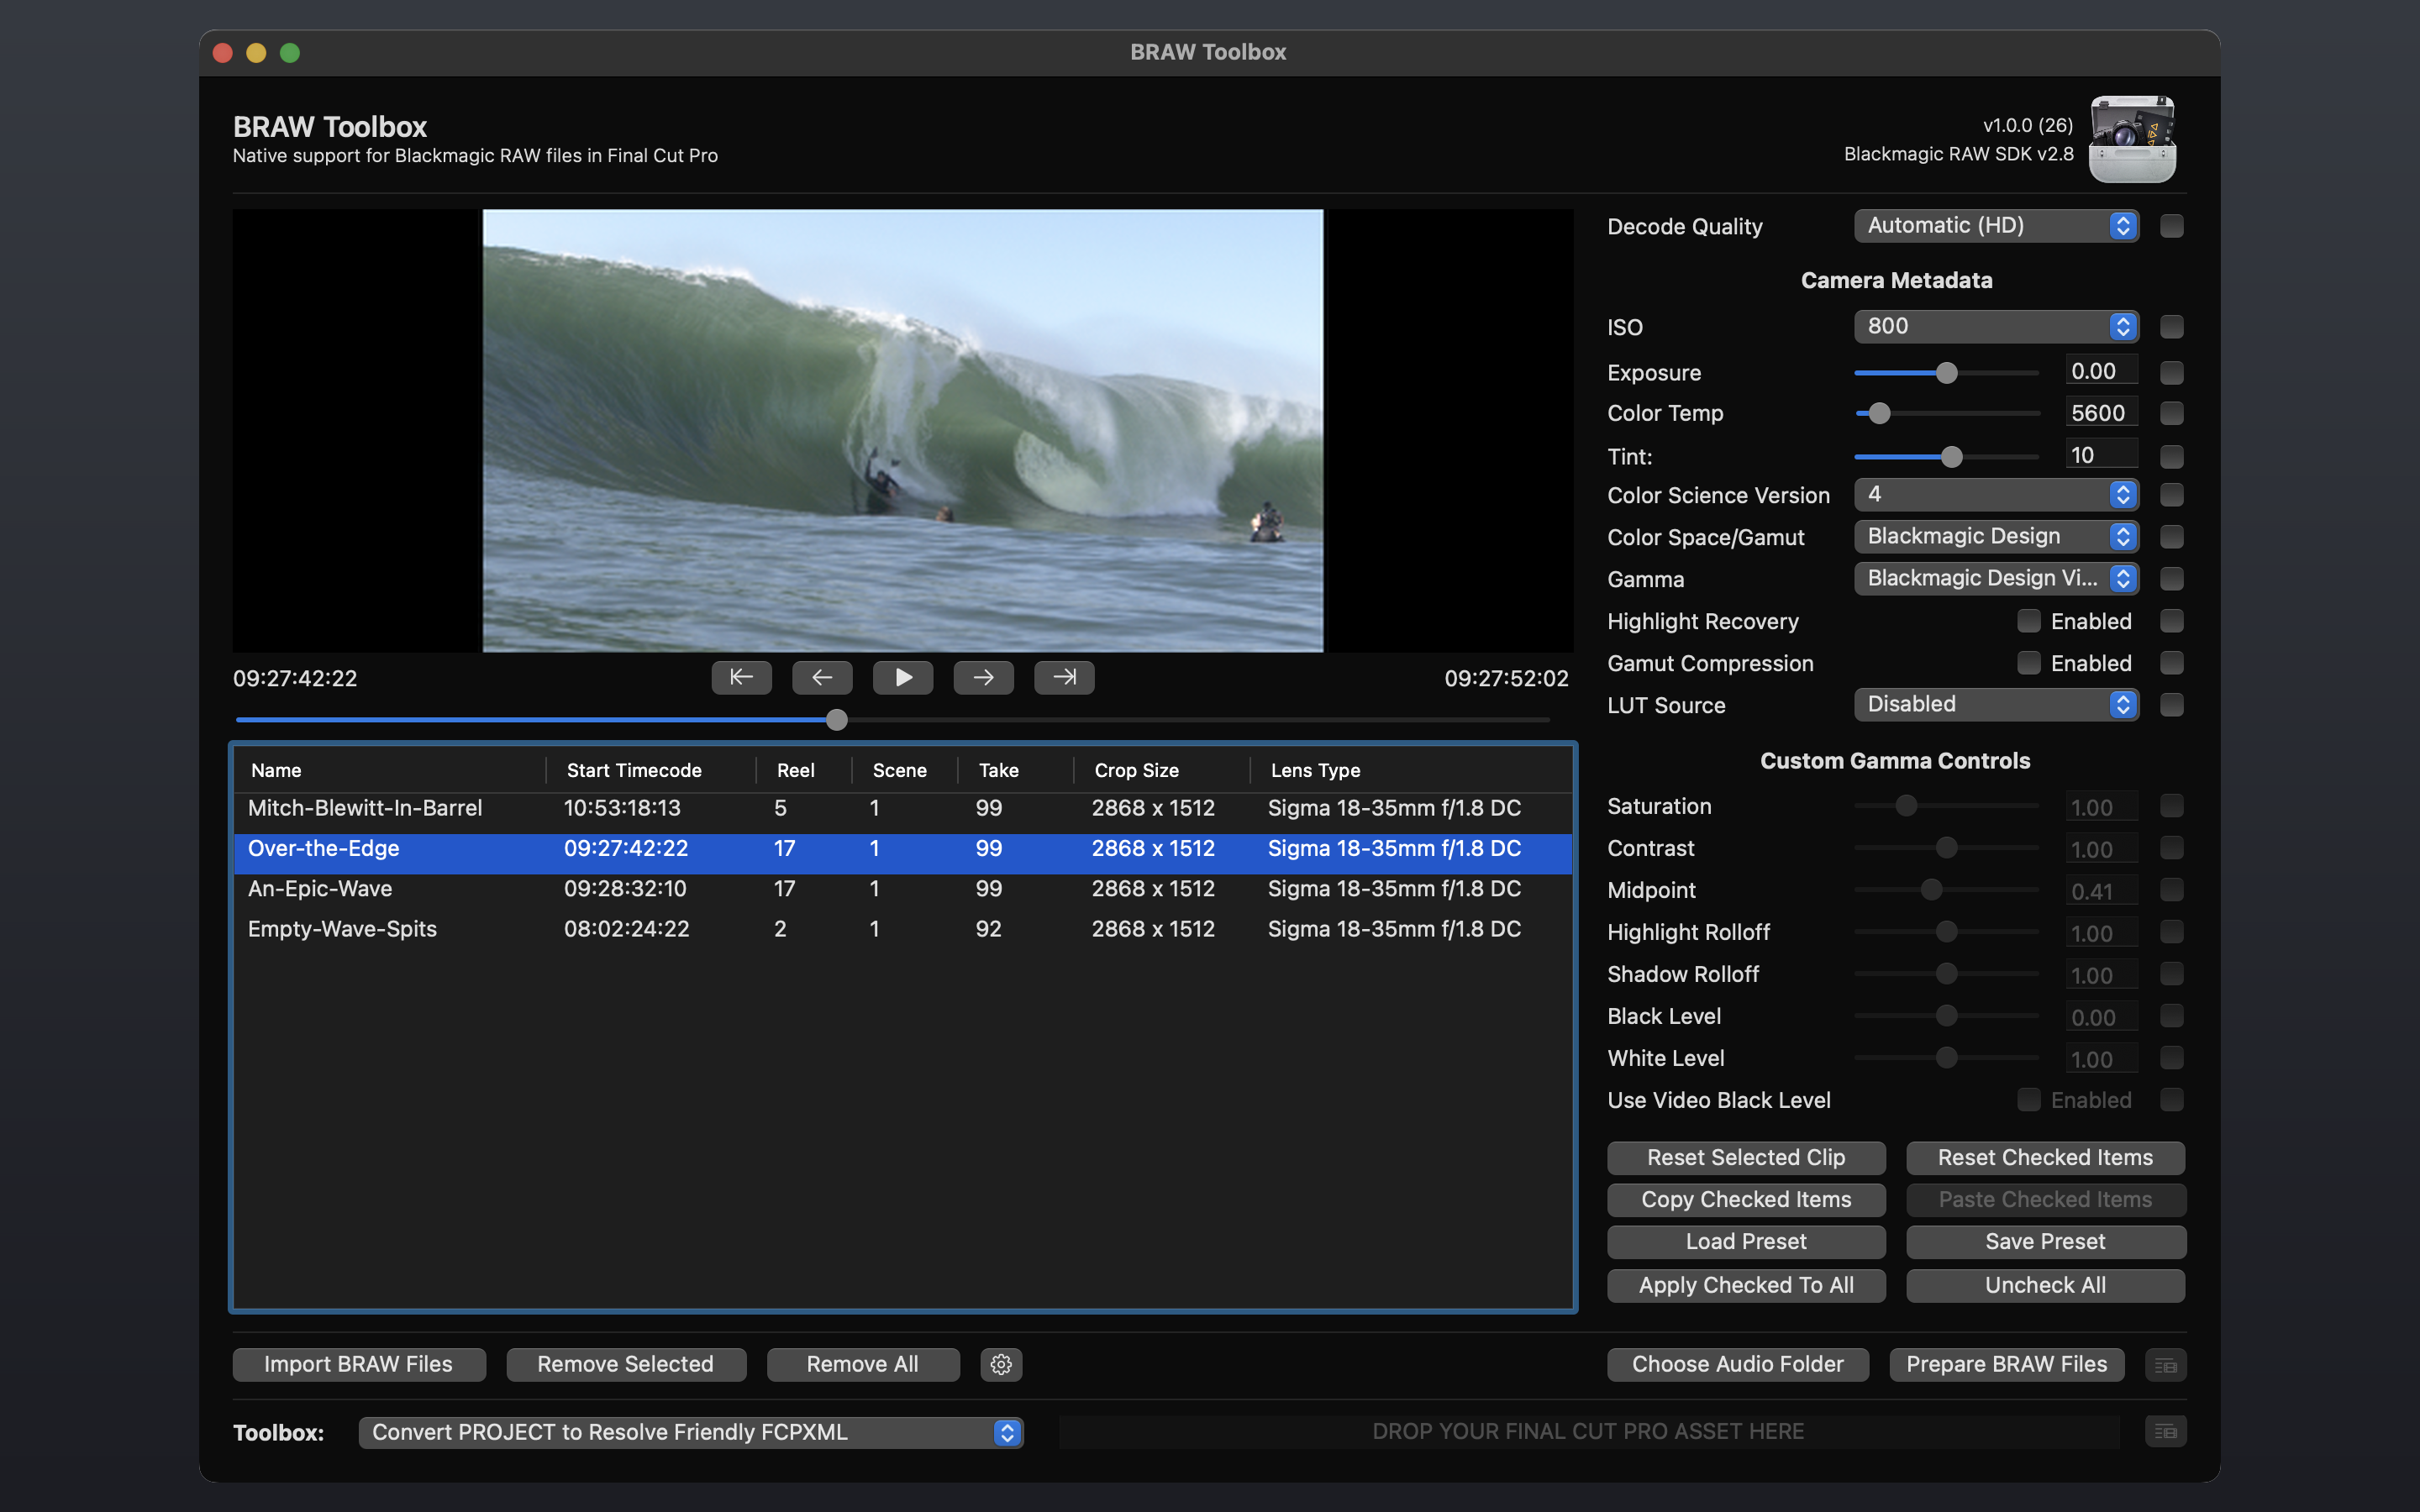 BRAW Toolbox
BRAW Toolbox
Native support for Blackmagic RAW files in Final Cut Pro
v1.0.0 (26)
Blackmagic RAW SDK v2.8
Decode Quality Automatic (HD)
Camera Metadata
ISO 800
Exposure 0.00
Color Temp 5600
Tint: 10
Color Science Version 4
Color Space/Gamut Blackmagic Design
Gamma Blackmagic Design Vi...
Highlight Recovery Enabled
Gamut Compression Enabled
LUT Source Disabled
09:27:42:22 09:27:52:02
Name Start Timecode Reel Scene Take Crop Size Lens Type
Mitch-Blewitt-In-Barrel 10:53:18:13 5 1 99 2868 x 1512 Sigma 18-35mm f/1.8 DC
Over-the-Edge 09:27:42:22 17 1 99 2868 x 1512 Sigma 18-35mm f/1.8 DC
An-Epic-Wave 09:28:32:10 17 1 99 2868 x 1512 Sigma 18-35mm f/1.8 DC
Empty-Wave-Spits 08:02:24:22 2 1 92 2868 x 1512 Sigma 18-35mm f/1.8 DC
Custom Gamma Controls
Saturation 1.00
Contrast 1.00
Midpoint 0.41
Highlight Rolloff 1.00
Shadow Rolloff 1.00
Black Level 0.00
White Level 1.00
Use Video Black Level Enabled
Reset Selected Clip Reset Checked Items
Copy Checked Items Paste Checked Items
Load Preset Save Preset
Apply Checked To All Uncheck All
Import BRAW Files Remove Selected Remove All Choose Audio Folder Prepare BRAW Files
Toolbox: Convert PROJECT to Resolve Friendly FCPXML DROP YOUR FINAL CUT PRO ASSET HERE